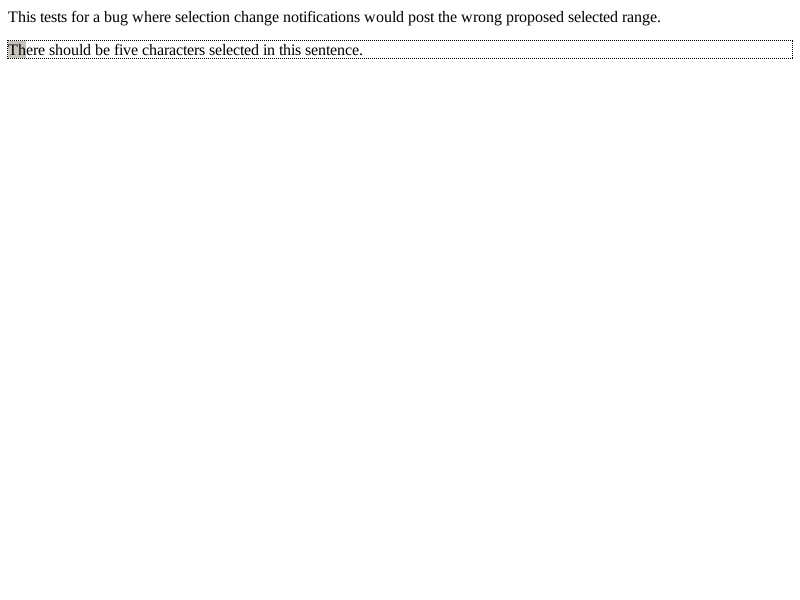 This tests for a bug where selection change notifications would post the wrong proposed selected range.
There should be five characters selected in this sentence.